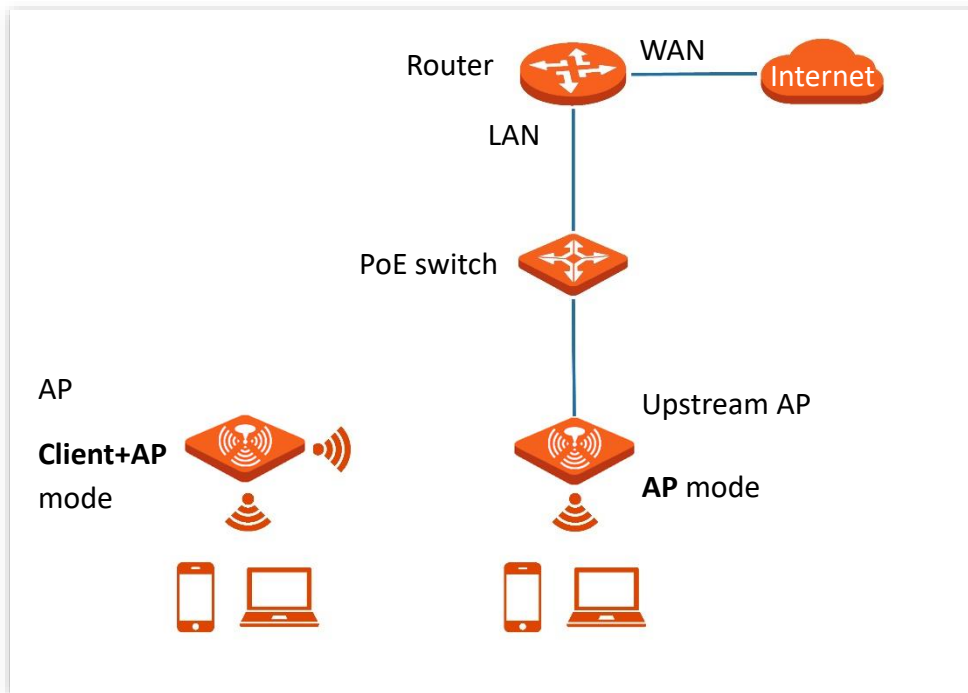 WAN
Router
Internet
LAN
PoE switch
AP
Client+AP
mode
Upstream AP
AP mode